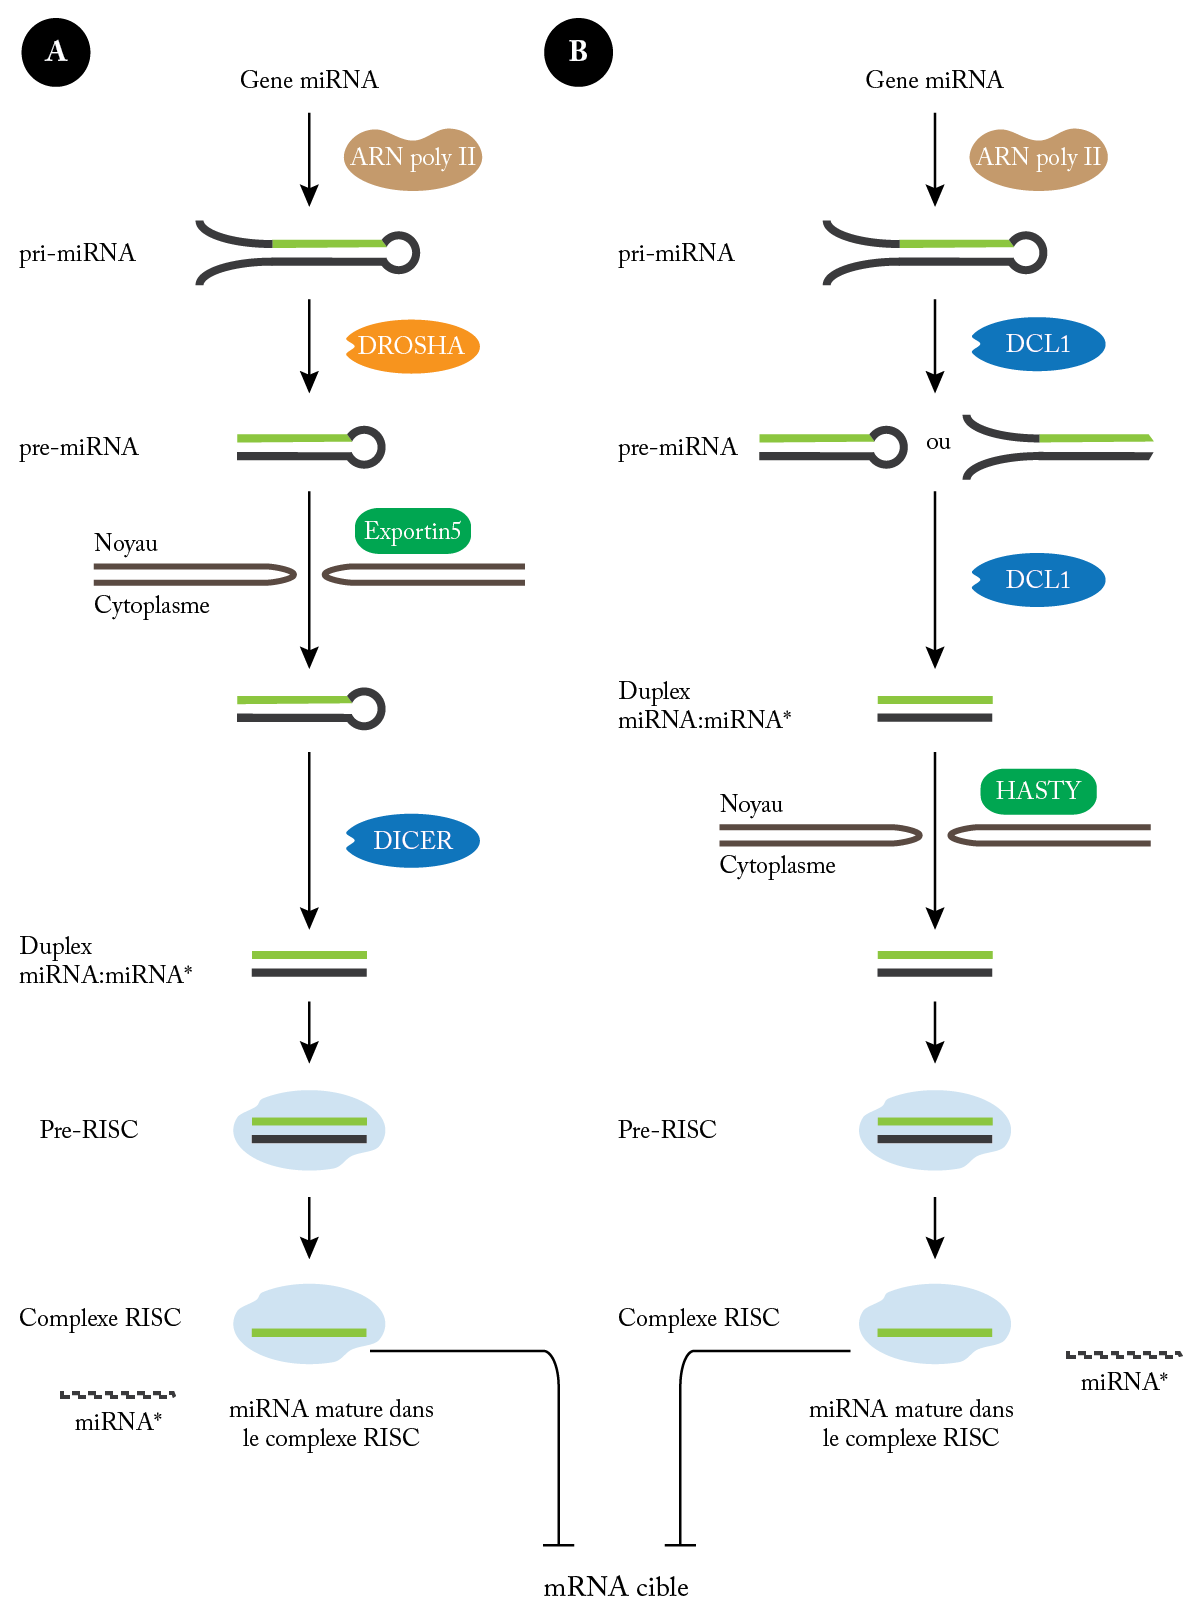 A
Gene miRNA
ARN poly II
pri-miRNA
DROSHA
pre-miRNA
Exportin5
Noyau
Cytoplasme
DICER
Duplex
miRNA:miRNA*
Pre-RISC
Complexe RISC
miRNA*
miRNA mature dans
le complexe RISC
B
Gene miRNA
ARN poly II
pri-miRNA
DCL1
pre-miRNA
ou
DCL1
Duplex
miRNA:miRNA*
HASTY
Noyau
Cytoplasme
Pre-RISC
Complexe RISC
miRNA*
miRNA mature dans
le complexe RISC
mRNA cible